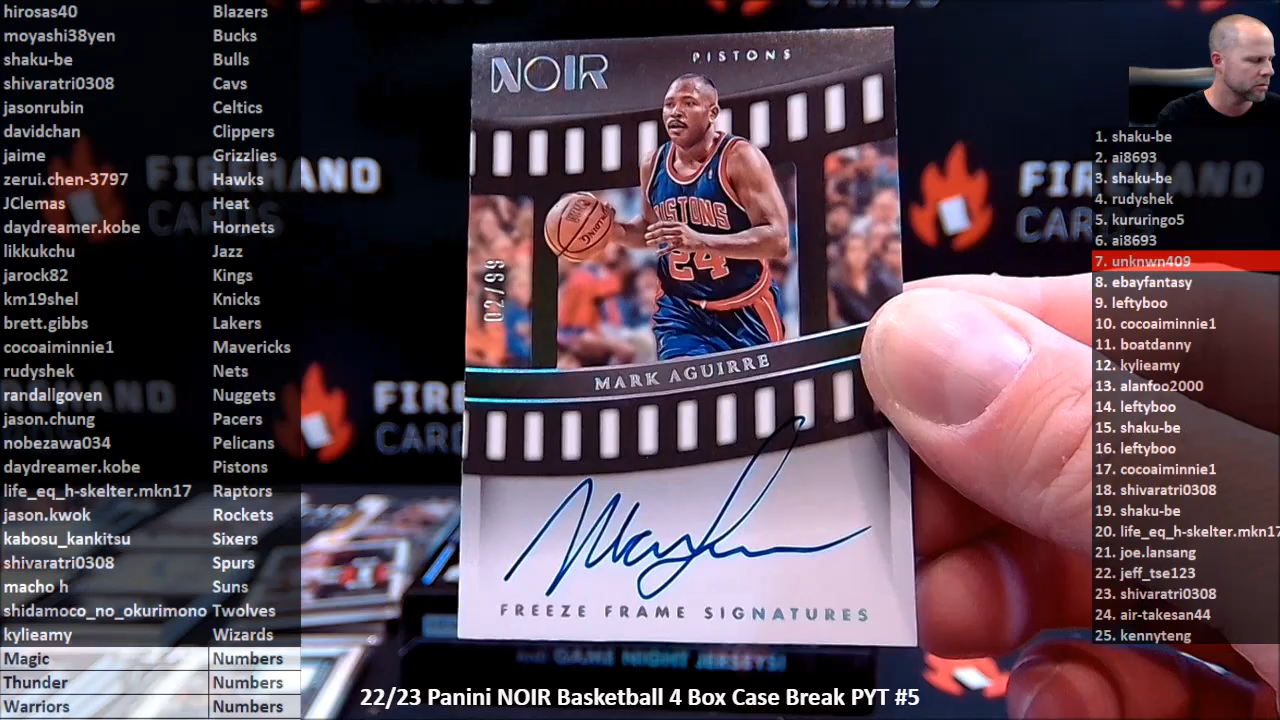 hirosas40 Blazers
moyashi38yen Bucks
shaku-be Bulls
shivaratri0308 Cavs
jasonrubin Celtics
davidchan Clippers
jaime Grizzlies
zerui.chen-3797 Hawks
JClemas Heat
daydreamer.kobe Hornets
likkukchu Jazz
jarock82 Kings
km19shel Knicks
brett.gibbs Lakers
cocoaiminnie1 Mavericks
rudyshek Nets
randallgoven Nuggets
jason.chung Pacers
nobezawa034 Pelicans
daydreamer.kobe Pistons
life_eq_h-skelter.mkn17 Raptors
jason.kwok Rockets
kabosu_kankitsu Sixers
shivaratri0308 Spurs
macho h Suns
shidamoco_no_okurimono Twolves
kylieamy Wizards
Magic Numbers
Thunder Numbers
Warriors Numbers
NOIR
PISTONS
SPALDING
PISTONS
24
02/99
MARK AGUIRRE
FREEZE FRAME SIGNATURES
GAME NIGHT JERSEYS!
1. shaku-be
2. ai8693
3. shaku-be
4. rudyshek
5. kururingo5
6. ai8693
7. unknwn409
8. ebayfantasy
9. leftyboo
10. cocoaiminnie1
11. boatdanny
12. kylieamy
13. alanfoo2000
14. leftyboo
15. shaku-be
16. leftyboo
17. cocoaiminnie1
18. shivaratri0308
19. shaku-be
20. life_eq_h-skelter.mkn17
21. joe.lansang
22. jeff_tse123
23. shivaratri0308
24. air-takesan44
25. kennyteng
22/23 Panini NOIR Basketball 4 Box Case Break PYT #5